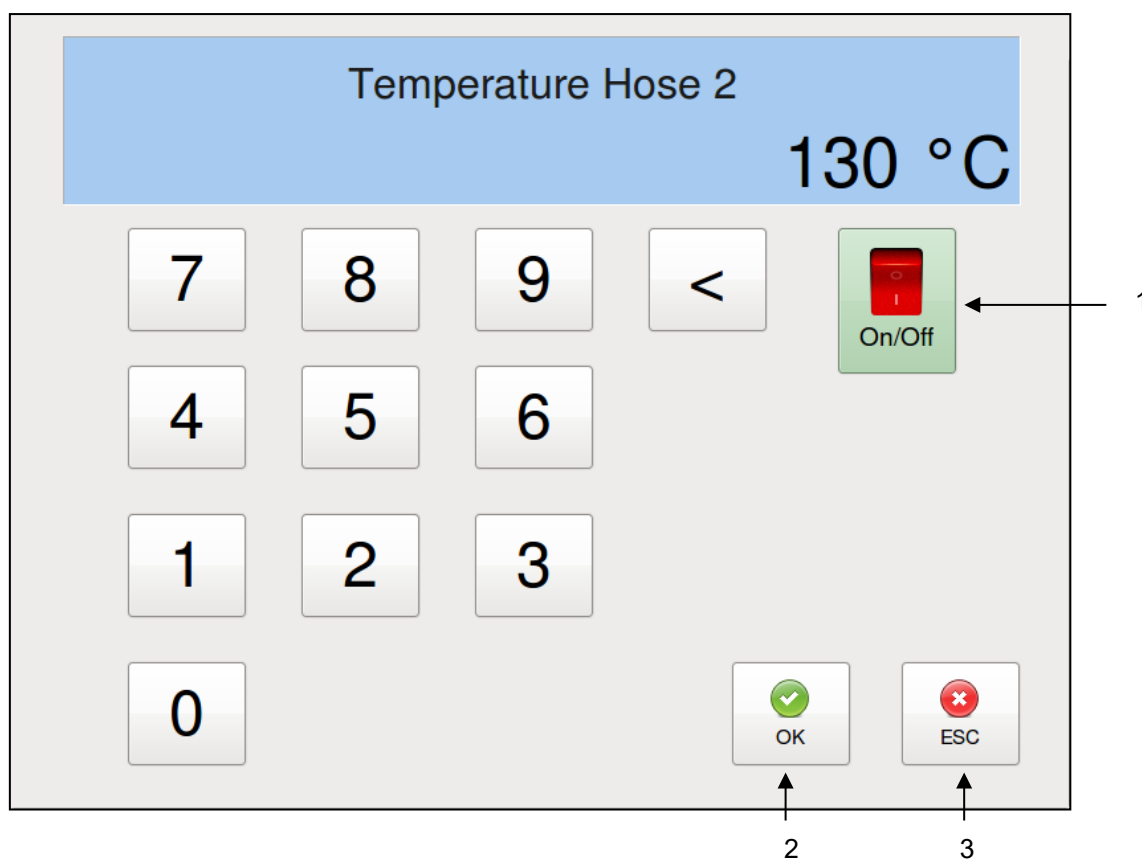 Temperature Hose 2
130 °C
7 8 9 <
O
I
On/Off
1
4 5 6
1 2 3
0
OK
ESC
2 3